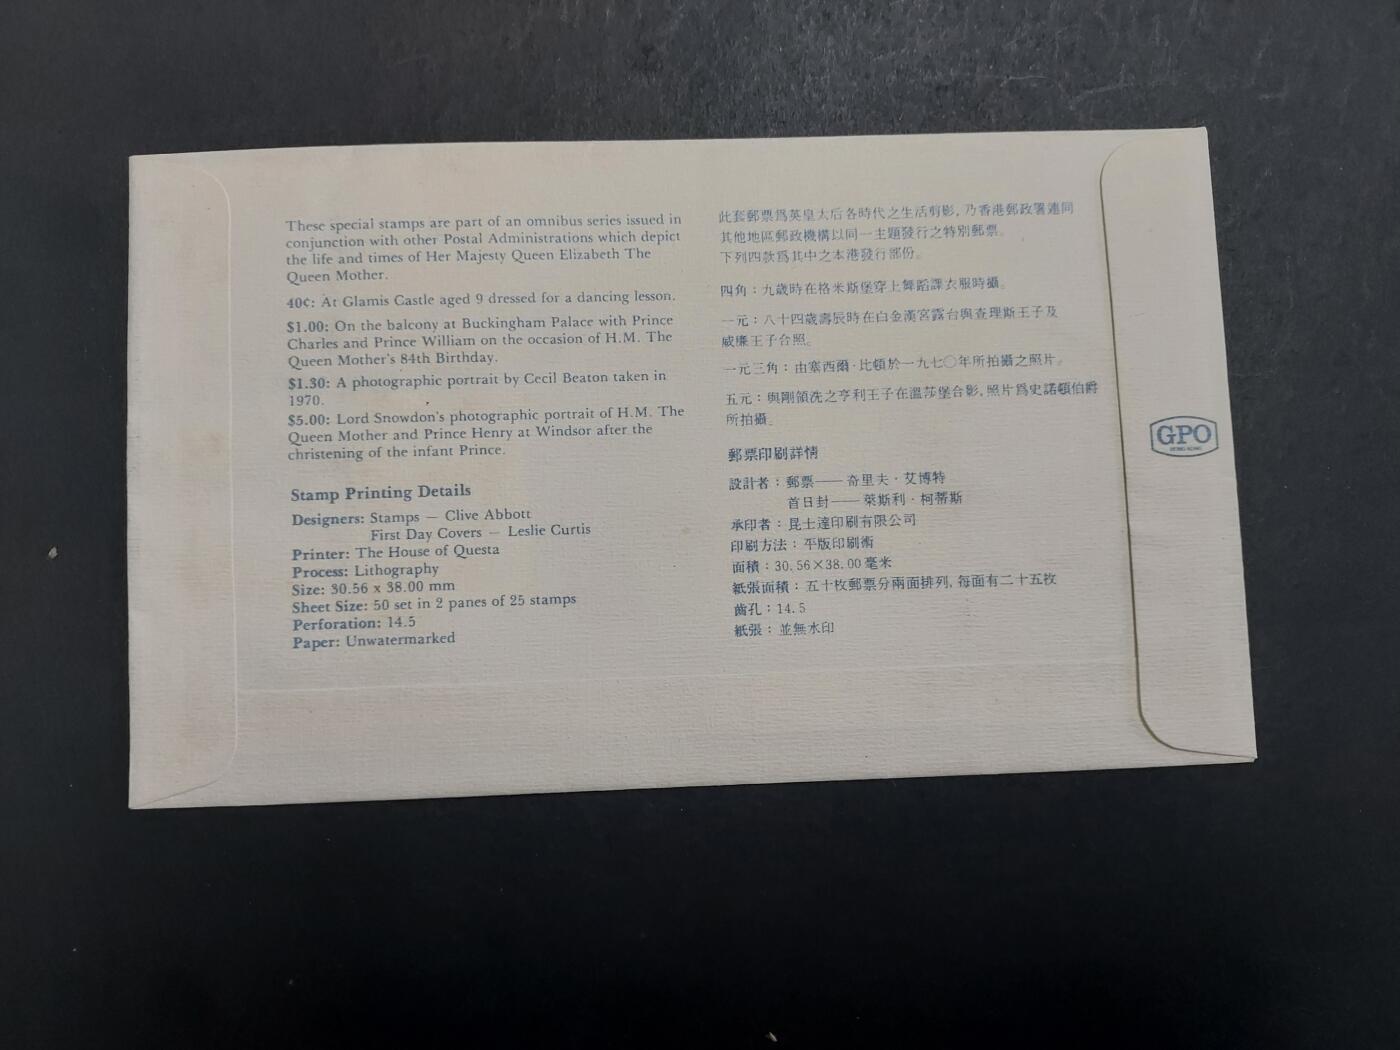 These special stamps are part of an omnibus series issued in
conjunction with other Postal Administrations which depict
the life and times of Her Majesty Queen Elizabeth The
Queen Mother.
40¢: At Glamis Castle aged 9 dressed for a dancing lesson.
$1.00: On the balcony at Buckingham Palace with Prince
Charles and Prince William on the occasion of H.M. The
Queen Mother's 84th Birthday.
$1.30: A photographic portrait by Cecil Beaton taken in
1970.
$5.00: Lord Snowdon's photographic portrait of H.M. The
Queen Mother and Prince Henry at Windsor after the
christening of the infant Prince.
Stamp Printing Details
Designers: Stamps — Clive Abbott
First Day Covers — Leslie Curtis
Printer: The House of Questa
Process: Lithography
Size: 30.56 x 38.00 mm
Sheet Size: 50 set in 2 panes of 25 stamps
Perforation: 14.5
Paper: Unwatermarked
此套郵票爲英皇太后各時代之生活剪影,乃香港郵政署連同
其他地區郵政機構以同一主題發行之特別郵票。
下列四款爲其中之本港發行部份。
四角：九歲時在格米斯堡穿上舞蹈課衣服時攝。
一元：八十四歲壽辰時在白金漢宮露台與查理斯王子及
威廉王子合照。
一元三角：由塞西爾·比頓於一九七〇年所拍攝之照片。
五元：與剛領洗之亨利王子在溫莎堡合影,照片爲史諾頓伯爵
所拍攝。
郵票印刷詳情
設計者：郵票——奇里夫·艾博特
首日封——萊斯利·柯蒂斯
承印者：昆士達印刷有限公司
印刷方法：平版印刷術
面積：30.56×38.00毫米
紙張面積：五十枚郵票分兩面排列,每面有二十五枚
齒孔：14.5
紙張：並無水印
GPO
HONG KONG